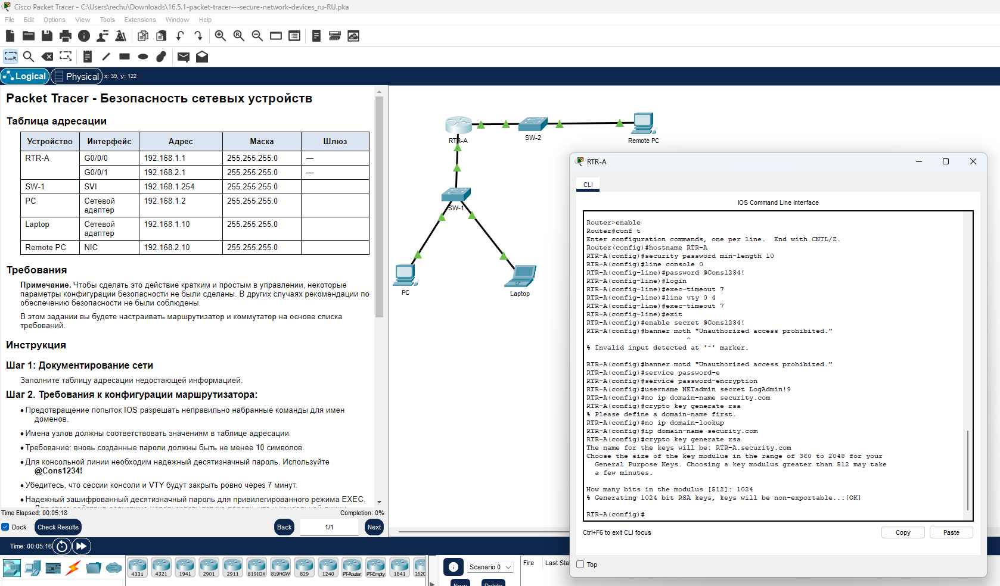 Cisco Packet Tracer - C:\Users\rechu\Downloads\16.5.1-packet-tracer---secure-network-devices_ru-RU.pka
File Edit Options View Tools Extensions Window Help
Logical Physical x: 39, y: 122
Packet Tracer - Безопасность сетевых устройств
Таблица адресации
Устройство Интерфейс Адрес Маска Шлюз
RTR-A G0/0/0 192.168.1.1 255.255.255.0 —
G0/0/1 192.168.2.1 255.255.255.0 —
SW-1 SVI 192.168.1.254 255.255.255.0
PC Сетевой адаптер 192.168.1.2 255.255.255.0
Laptop Сетевой адаптер 192.168.1.10 255.255.255.0
Remote PC NIC 192.168.2.10 255.255.255.0
Требования
Примечание. Чтобы сделать это действие кратким и простым в управлении, некоторые
параметры конфигурации безопасности не были сделаны. В других случаях рекомендации по
обеспечению безопасности не были соблюдены.
В этом задании вы будете настраивать маршрутизатор и коммутатор на основе списка
требований.
Инструкция
Шаг 1: Документирование сети
Заполните таблицу адресации недостающей информацией.
Шаг 2. Требования к конфигурации маршрутизатора:
• Предотвращение попыток IOS разрешать неправильно набранные команды для имен
доменов.
• Имена узлов должны соответствовать значениям в таблице адресации.
• Требование: вновь созданные пароли должны быть не менее 10 символов.
• Для консольной линии необходим надежный десятизначный пароль. Используйте
@Cons1234!
• Убедитесь, что сессии консоли и VTY будут закрыть ровно через 7 минут.
• Надежный зашифрованный десятизначный пароль для привилегированного режима EXEC.
Time Elapsed: 00:05:18 Completion: 0%
Dock Check Results Back 1/1 Next
Time: 00:05:16
4331 4321 1941 2901 2911 819IOX 819HGW 829 1240 PT-Router PT-Empty 1841 2620
Scenario 0
New Delete
Fire Last Sta
RTR-A
SW-2
Remote PC
SW-1
PC
Laptop
RTR-A
CLI
IOS Command Line Interface
Router>enable
Router#conf t
Enter configuration commands, one per line. End with CNTL/Z.
Router(config)#hostname RTR-A
RTR-A(config)#security password min-length 10
RTR-A(config)#line console 0
RTR-A(config-line)#password @Cons1234!
RTR-A(config-line)#login
RTR-A(config-line)#exec-timeout 7
RTR-A(config-line)#line vty 0 4
RTR-A(config-line)#exec-timeout 7
RTR-A(config-line)#exit
RTR-A(config)#enable secret @Cons1234!
RTR-A(config)#banner moth "Unauthorized access prohibited."
^
% Invalid input detected at '^' marker.
RTR-A(config)#banner motd "Unauthorized access prohibited."
RTR-A(config)#service password-e
RTR-A(config)#service password-encryption
RTR-A(config)#username NETadmin secret LogAdmin!9
RTR-A(config)#no ip domain-name security.com
RTR-A(config)#crypto key generate rsa
% Please define a domain-name first.
RTR-A(config)#no ip domain-lookup
RTR-A(config)#ip domain-name security.com
RTR-A(config)#crypto key generate rsa
The name for the keys will be: RTR-A.security.com
Choose the size of the key modulus in the range of 360 to 2048 for your
General Purpose Keys. Choosing a key modulus greater than 512 may take
a few minutes.
How many bits in the modulus [512]: 1024
% Generating 1024 bit RSA keys, keys will be non-exportable...[OK]
RTR-A(config)#
Ctrl+F6 to exit CLI focus Copy Paste
Top